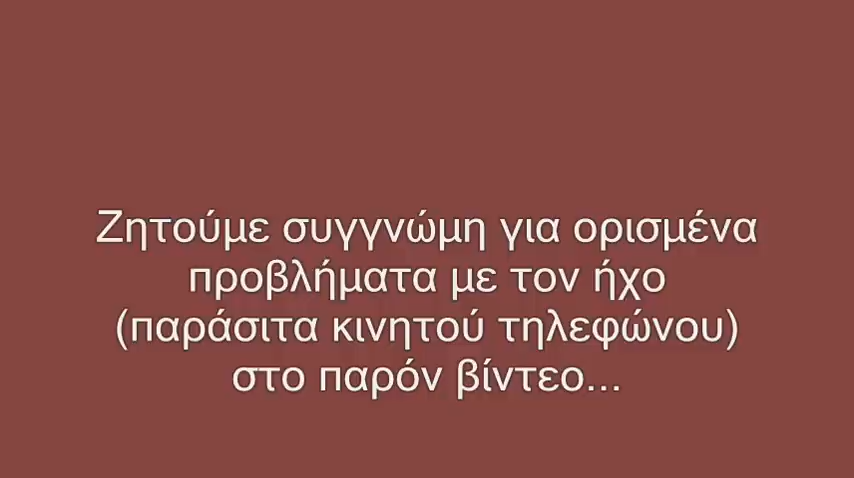 Ζητούμε συγγνώμη για ορισμένα
προβλήματα με τον ήχο
(παράσιτα κινητού τηλεφώνου)
στο παρόν βίντεο...